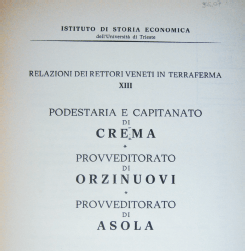 ISTITUTO DI STORIA ECONOMICA
dell'Università di Trieste
RELAZIONI DEI RETTORI VENETI IN TERRAFERMA
XIII
PODESTARIA E CAPITANATO
DI
CREMA
*
PROVVEDITORATO
DI
ORZINUOVI
*
PROVVEDITORATO
DI
ASOLA